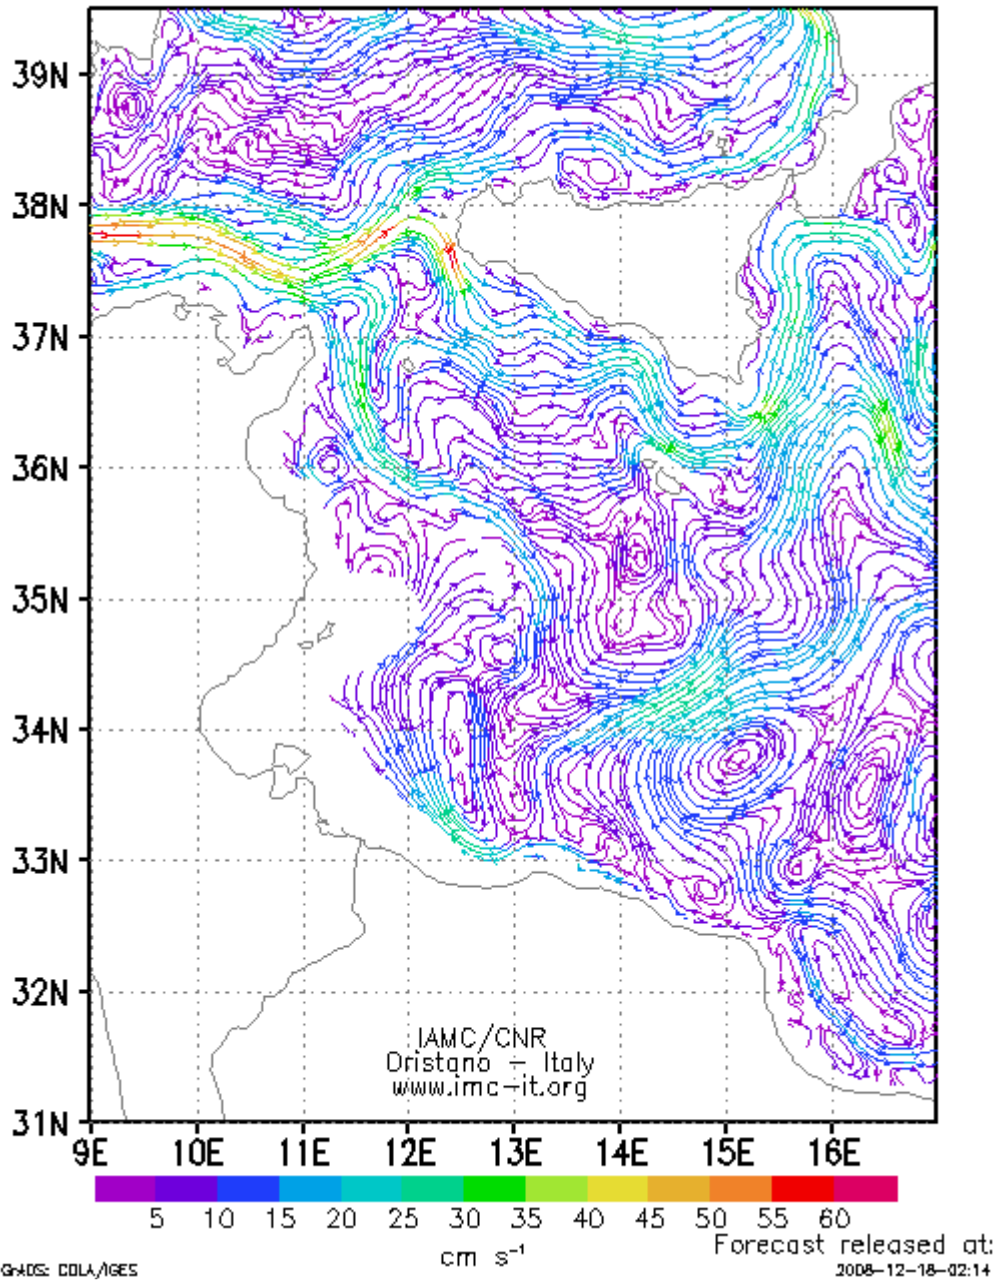 39N
38N
37N
36N
35N
34N
33N
32N
31N
IAMC/CNR
Oristano – Italy
www.imc-it.org
9E 10E 11E 12E 13E 14E 15E 16E
5 10 15 20 25 30 35 40 45 50 55 60
cm s⁻¹
Forecast released at:
GrADS: COLA/IGES
2008-12-18-02:14